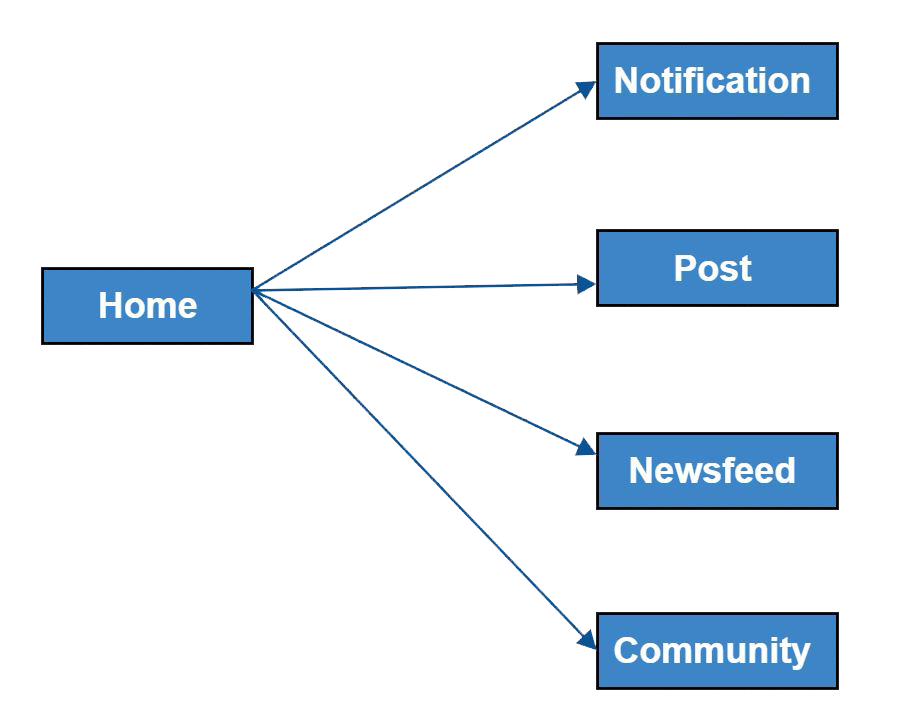 Notification
Post
Home
Newsfeed
Community